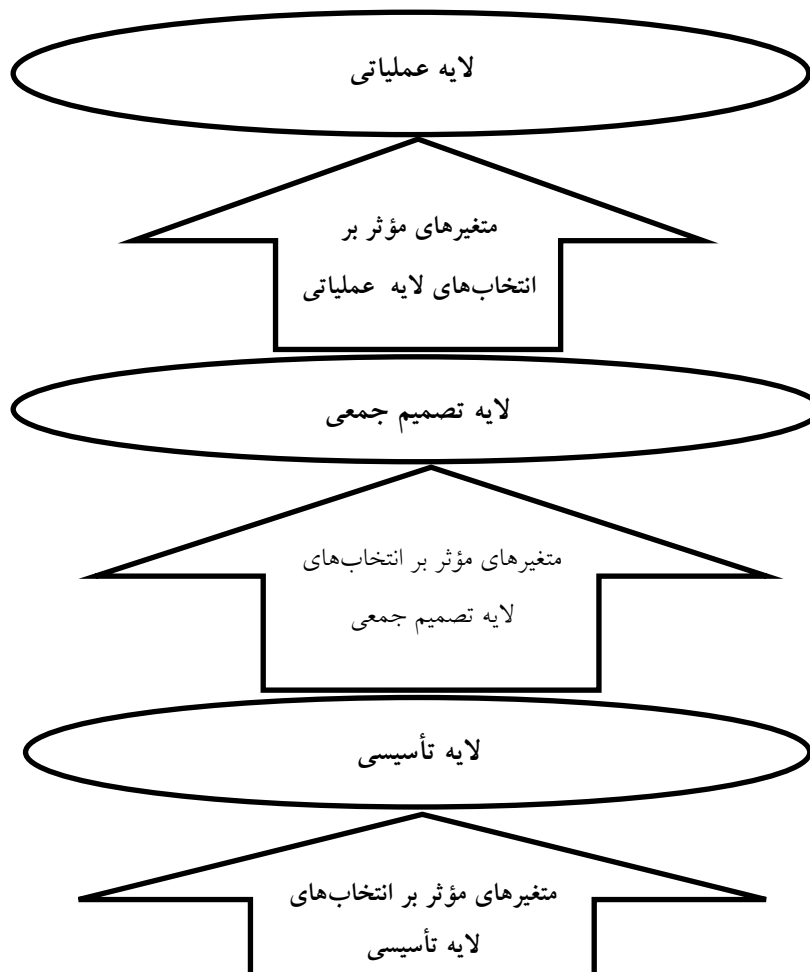 لایه عملیاتی
متغیرهای مؤثر بر
انتخاب‌های لایه عملیاتی
لایه تصمیم جمعی
متغیرهای مؤثر بر انتخاب‌های
لایه تصمیم جمعی
لایه تأسیسی
متغیرهای مؤثر بر انتخاب‌های
لایه تأسیسی